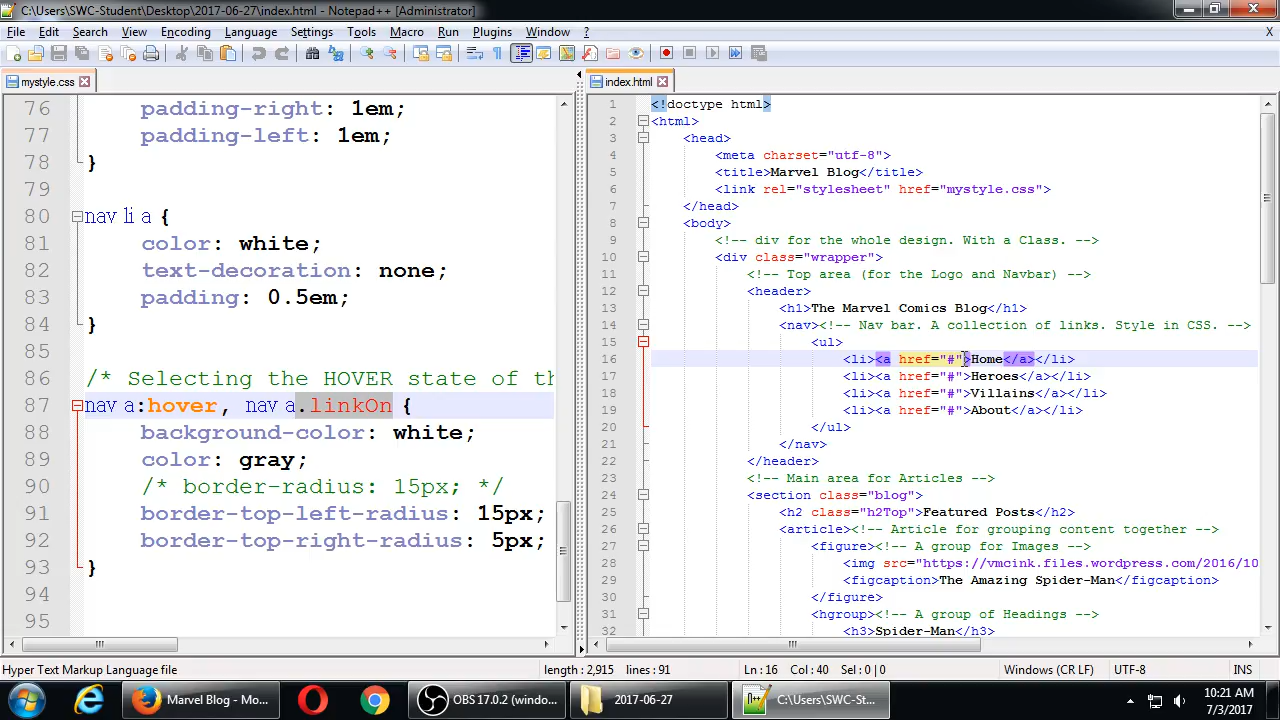 C:\Users\SWC-Student\Desktop\2017-06-27\index.html - Notepad++ [Administrator]
File Edit Search View Encoding Language Settings Tools Macro Run Plugins Window ? X
mystyle.css
76 padding-right: 1em;
77 padding-left: 1em;
78 }
79
80 nav li a {
81 color: white;
82 text-decoration: none;
83 padding: 0.5em;
84 }
85
86 /* Selecting the HOVER state of th
87 nav a:hover, nav a.linkOn {
88 background-color: white;
89 color: gray;
90 /* border-radius: 15px; */
91 border-top-left-radius: 15px;
92 border-top-right-radius: 5px;
93 }
94
95
index.html
1 <!doctype html>
2 <html>
3 <head>
4 <meta charset="utf-8">
5 <title>Marvel Blog</title>
6 <link rel="stylesheet" href="mystyle.css">
7 </head>
8 <body>
9 <!-- div for the whole design. With a Class. -->
10 <div class="wrapper">
11 <!-- Top area (for the Logo and Navbar) -->
12 <header>
13 <h1>The Marvel Comics Blog</h1>
14 <nav><!-- Nav bar. A collection of links. Style in CSS. -->
15 <ul>
16 <li><a href="#">Home</a></li>
17 <li><a href="#">Heroes</a></li>
18 <li><a href="#">Villains</a></li>
19 <li><a href="#">About</a></li>
20 </ul>
21 </nav>
22 </header>
23 <!-- Main area for Articles -->
24 <section class="blog">
25 <h2 class="h2Top">Featured Posts</h2>
26 <article><!-- Article for grouping content together -->
27 <figure><!-- A group for Images -->
28 <img src="https://vmcink.files.wordpress.com/2016/10
29 <figcaption>The Amazing Spider-Man</figcaption>
30 </figure>
31 <hgroup><!-- A group of Headings -->
32 <h3>Spider-Man</h3>
Hyper Text Markup Language file length : 2,915 lines : 91 Ln : 16 Col : 40 Sel : 0 | 0 Windows (CR LF) UTF-8 INS
Marvel Blog - Mo... OBS 17.0.2 (windo... 2017-06-27 C:\Users\SWC-Stu... 10:21 AM
7/3/2017